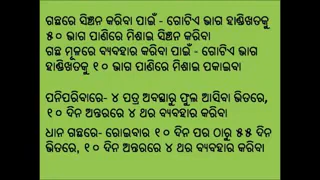 ଗଛରେ ସିଞ୍ଚନ କରିବା ପାଇଁ - ଗୋଟିଏ ଭାଗ ହାଣ୍ଡିଖତକୁ
୫୦ ଭାଗ ପାଣିରେ ମିଶାଇ ସିଞ୍ଚନ କରିବା
ଗଛ ମୂଳରେ ବ୍ୟବହାର କରିବା ପାଇଁ - ଗୋଟିଏ ଭାଗ
ହାଣ୍ଡିଖତକୁ ୧୦ ଭାଗ ପାଣିରେ ମିଶାଇ ପକାଇବା
ପନିପରିବାରେ- ୪ ପତ୍ର ଅବସ୍ଥାରୁ ଫୁଲ ଆସିବା ଭିତରେ,
୧୦ ଦିନ ଅନ୍ତରରେ ୪ ଥର ବ୍ୟବହାର କରିବା
ଧାନ ଗଛରେ- ରୋଇବାର ୧୦ ଦିନ ପର ଠାରୁ ୫୫ ଦିନ
ଭିତରେ, ୧୦ ଦିନ ଅନ୍ତରରେ ୪ ଥର ବ୍ୟବହାର କରିବା